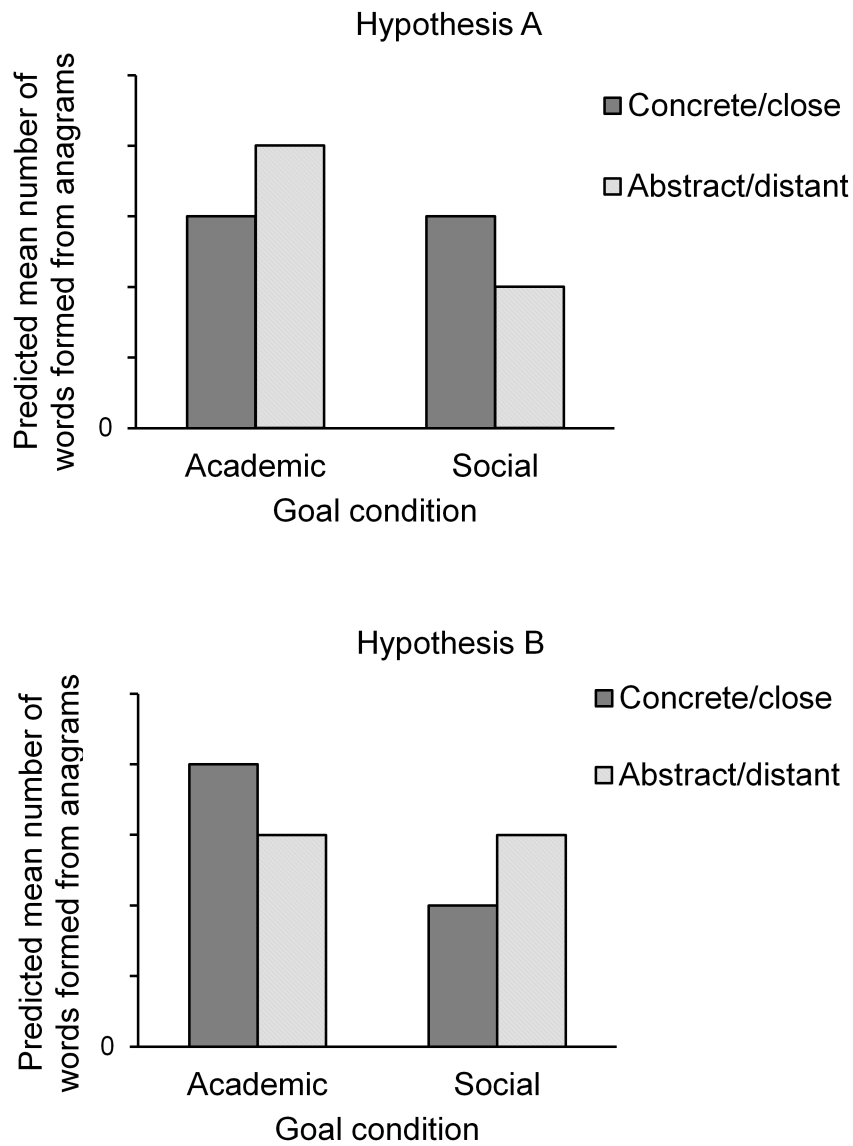 Hypothesis A
Concrete/close
Abstract/distant
Predicted mean number of
words formed from anagrams
0
Academic
Social
Goal condition
Hypothesis B
Concrete/close
Abstract/distant
Predicted mean number of
words formed from anagrams
0
Academic
Social
Goal condition